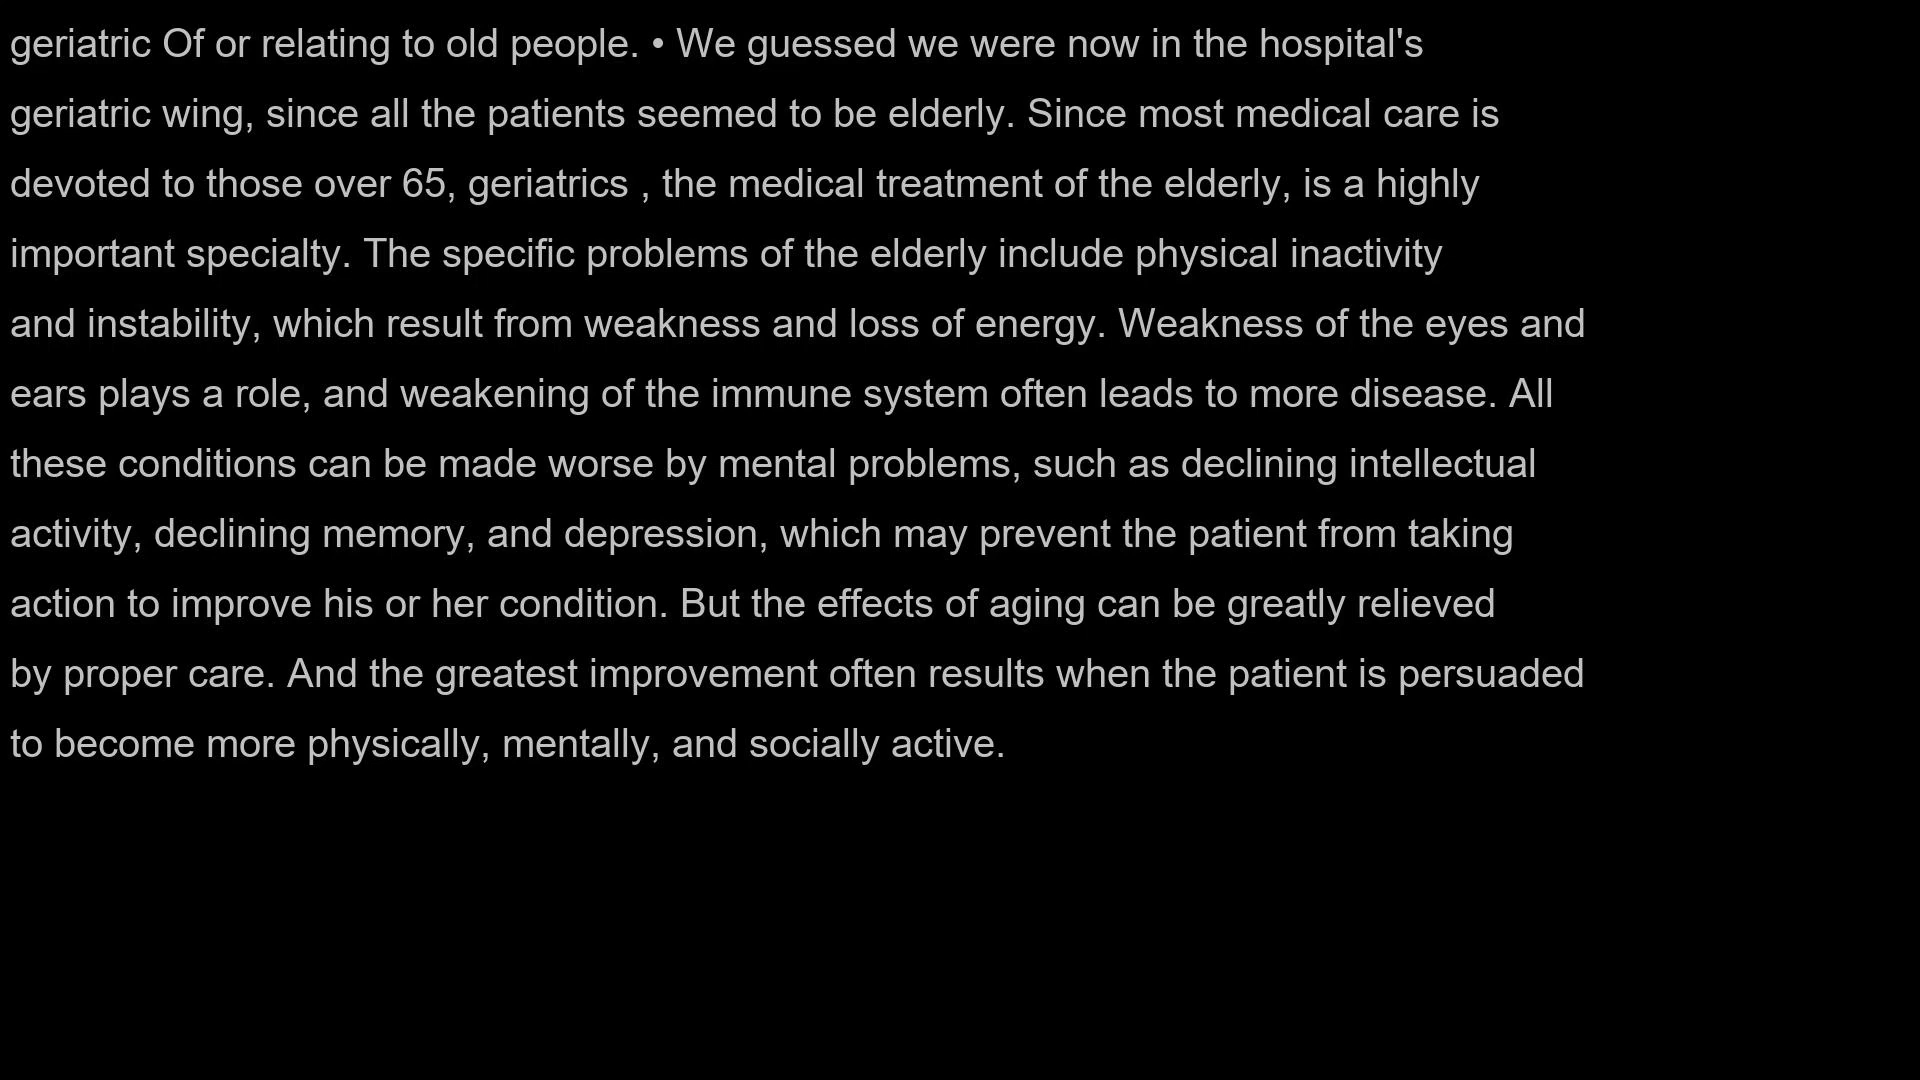 geriatric Of or relating to old people. • We guessed we were now in the hospital's
geriatric wing, since all the patients seemed to be elderly. Since most medical care is
devoted to those over 65, geriatrics , the medical treatment of the elderly, is a highly
important specialty. The specific problems of the elderly include physical inactivity
and instability, which result from weakness and loss of energy. Weakness of the eyes and
ears plays a role, and weakening of the immune system often leads to more disease. All
these conditions can be made worse by mental problems, such as declining intellectual
activity, declining memory, and depression, which may prevent the patient from taking
action to improve his or her condition. But the effects of aging can be greatly relieved
by proper care. And the greatest improvement often results when the patient is persuaded
to become more physically, mentally, and socially active.